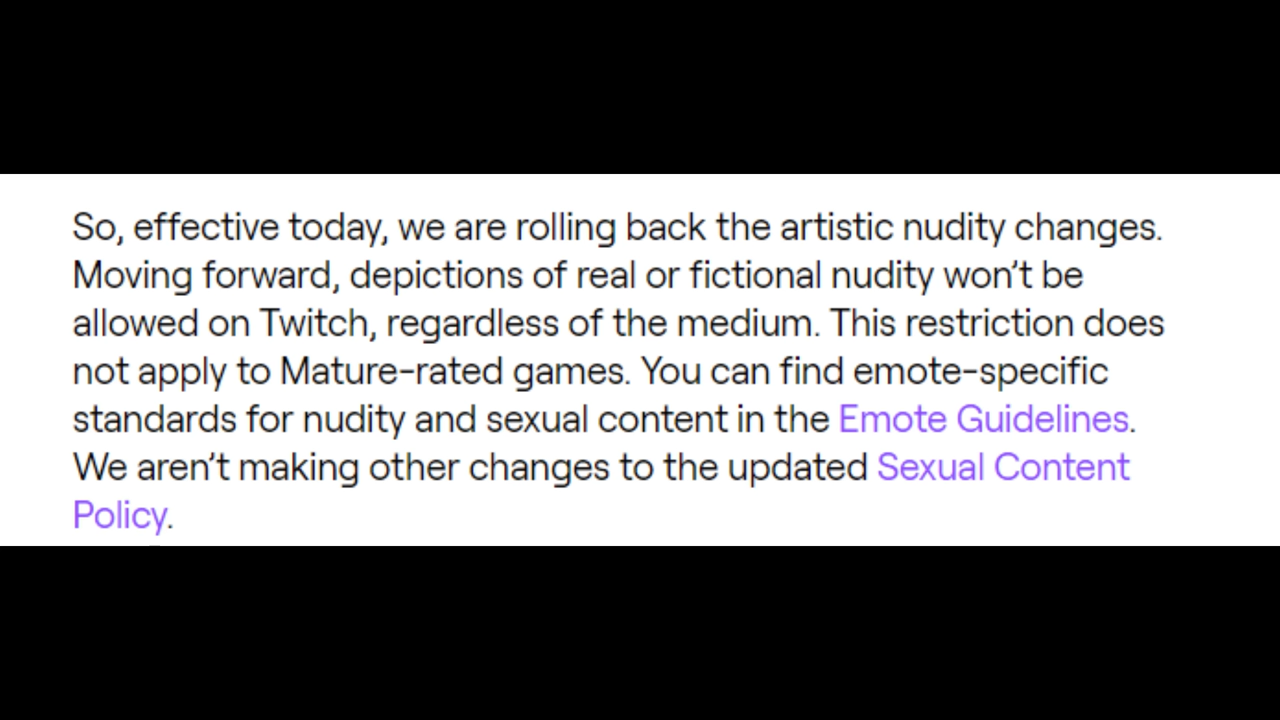 So, effective today, we are rolling back the artistic nudity changes.
Moving forward, depictions of real or fictional nudity won’t be
allowed on Twitch, regardless of the medium. This restriction does
not apply to Mature-rated games. You can find emote-specific
standards for nudity and sexual content in the Emote Guidelines.
We aren’t making other changes to the updated Sexual Content
Policy.